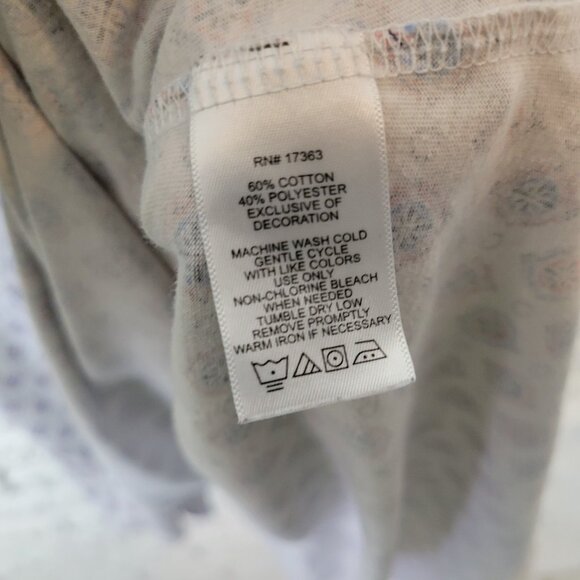 RN# 17363
60% COTTON
40% POLYESTER
EXCLUSIVE OF
DECORATION
MACHINE WASH COLD
GENTLE CYCLE
WITH LIKE COLORS
USE ONLY
NON-CHLORINE BLEACH
WHEN NEEDED
TUMBLE DRY LOW
REMOVE PROMPTLY
WARM IRON IF NECESSARY